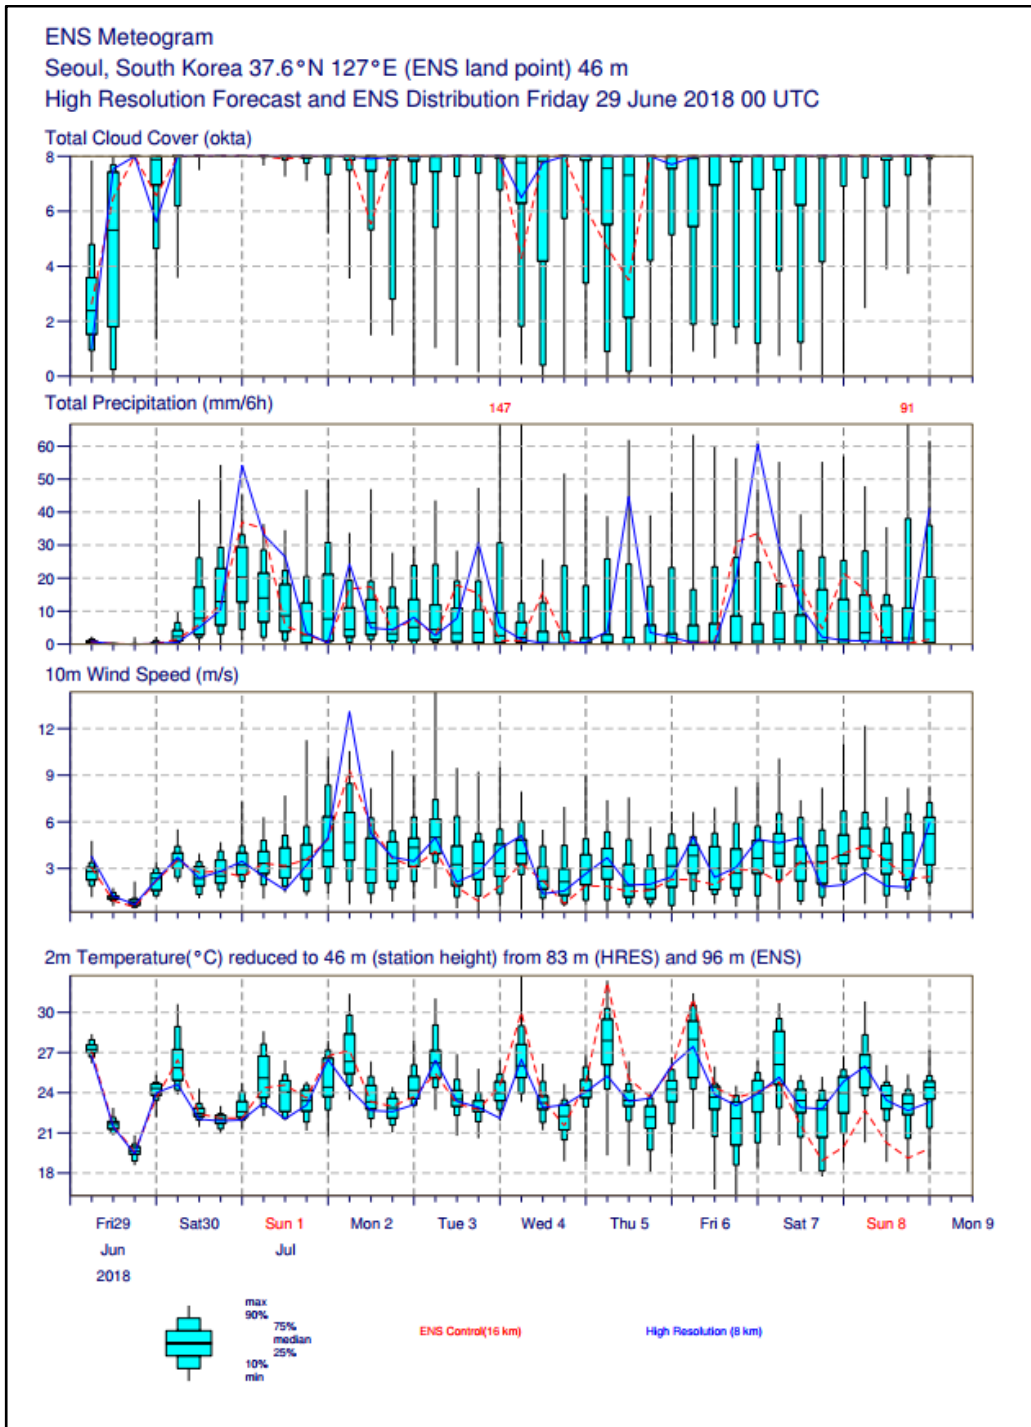 ENS Meteogram
Seoul, South Korea 37.6°N 127°E (ENS land point) 46 m
High Resolution Forecast and ENS Distribution Friday 29 June 2018 00 UTC
Total Cloud Cover (okta)
8
6
4
2
0
Total Precipitation (mm/6h)
147
91
60
50
40
30
20
10
0
10m Wind Speed (m/s)
12
9
6
3
2m Temperature(°C) reduced to 46 m (station height) from 83 m (HRES) and 96 m (ENS)
30
27
24
21
18
Fri29 Sat30 Sun 1 Mon 2 Tue 3 Wed 4 Thu 5 Fri 6 Sat 7 Sun 8 Mon 9
Jun Jul
2018
max
90%
75%
median
25%
10%
min
ENS Control(16 km)
High Resolution (8 km)